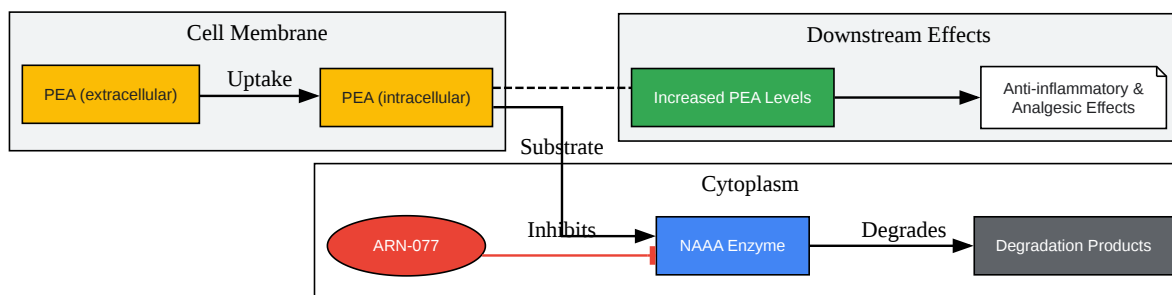 Cell Membrane
PEA (extracellular)
Uptake
PEA (intracellular)
Downstream Effects
Increased PEA Levels
Anti-inflammatory &
Analgesic Effects
Substrate
Cytoplasm
ARN-077
Inhibits
NAAA Enzyme
Degrades
Degradation Products